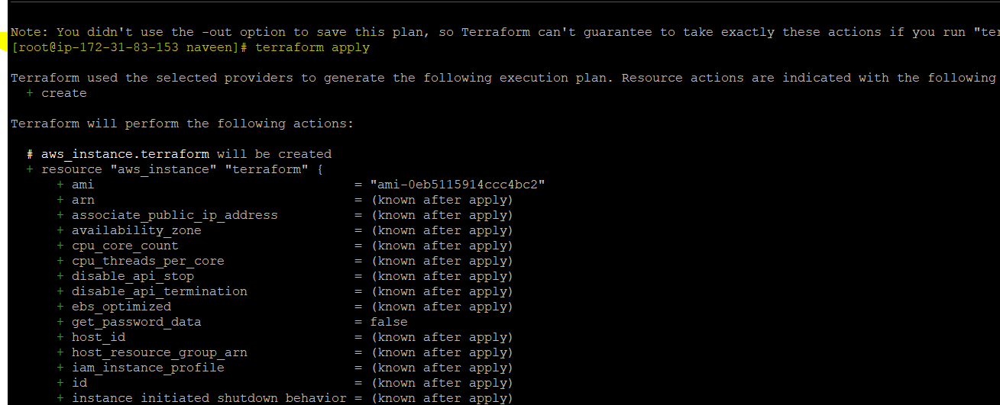 Note: You didn't use the -out option to save this plan, so Terraform can't guarantee to take exactly these actions if you run
[root@ip-172-31-83-153 naveen]# terraform apply
Terraform used the selected providers to generate the following execution plan. Resource actions are indicated with the following
+ create
Terraform will perform the following actions:
# aws_instance.terraform will be created
+ resource "aws_instance" "terraform" {
+ ami = "ami-0eb5115914ccc4bc2"
+ arn = (known after apply)
+ associate_public_ip_address = (known after apply)
+ availability_zone = (known after apply)
+ cpu_core_count = (known after apply)
+ cpu_threads_per_core = (known after apply)
+ disable_api_stop = (known after apply)
+ disable_api_termination = (known after apply)
+ ebs_optimized = (known after apply)
+ get_password_data = false
+ host_id = (known after apply)
+ host_resource_group_arn = (known after apply)
+ iam_instance_profile = (known after apply)
+ id = (known after apply)
+ instance_initiated_shutdown_behavior = (known after apply)